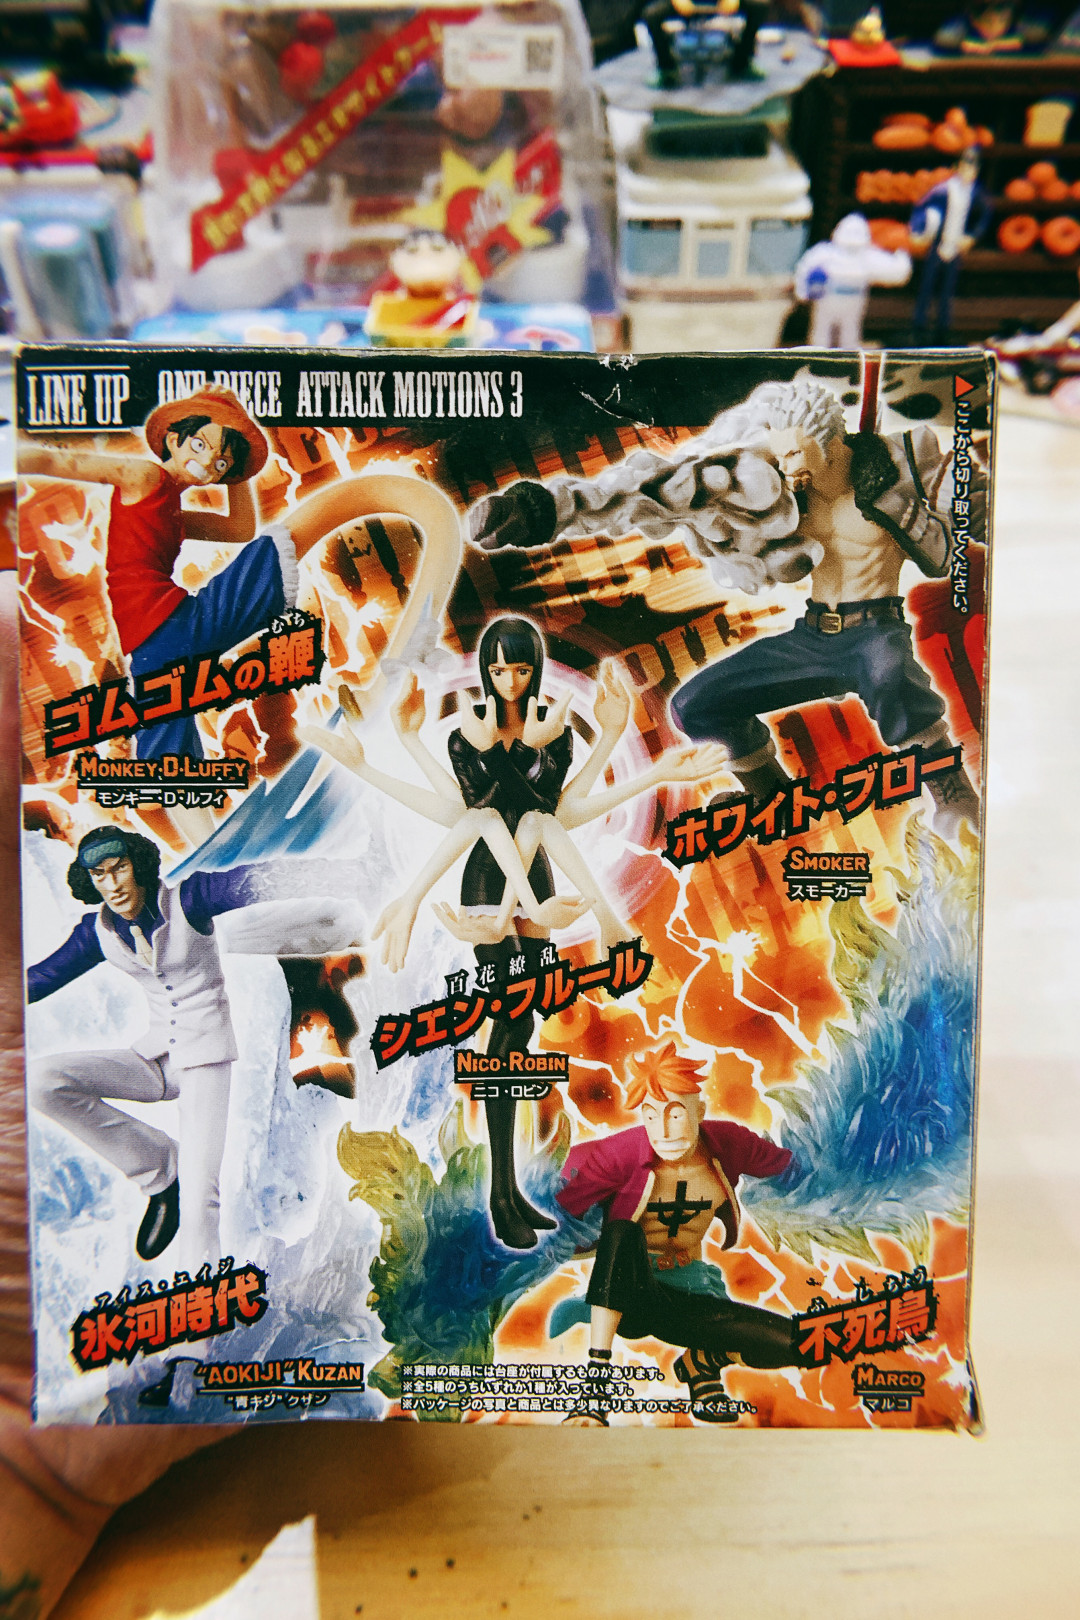 LINE UP ONE PIECE ATTACK MOTIONS 3
▶ここから切り取ってください。
むち
ゴムゴムの鞭
MONKEY.D.LUFFY
モンキー・D・ルフィ
ホワイト・ブロー
SMOKER
スモーカー
百花繚乱
シエン・フルール
NICO・ROBIN
ニコ・ロビン
アイス・エイジ
氷河時代
"AOKIJI" KUZAN
"青キジ"クザン
ふしちょう
不死鳥
MARCO
マルコ
※実際の商品には台座が付属するものがあります。
※全5種のうちいずれか1種が入っています。
※パッケージの写真と商品とは多少異なりますのでご了承ください。